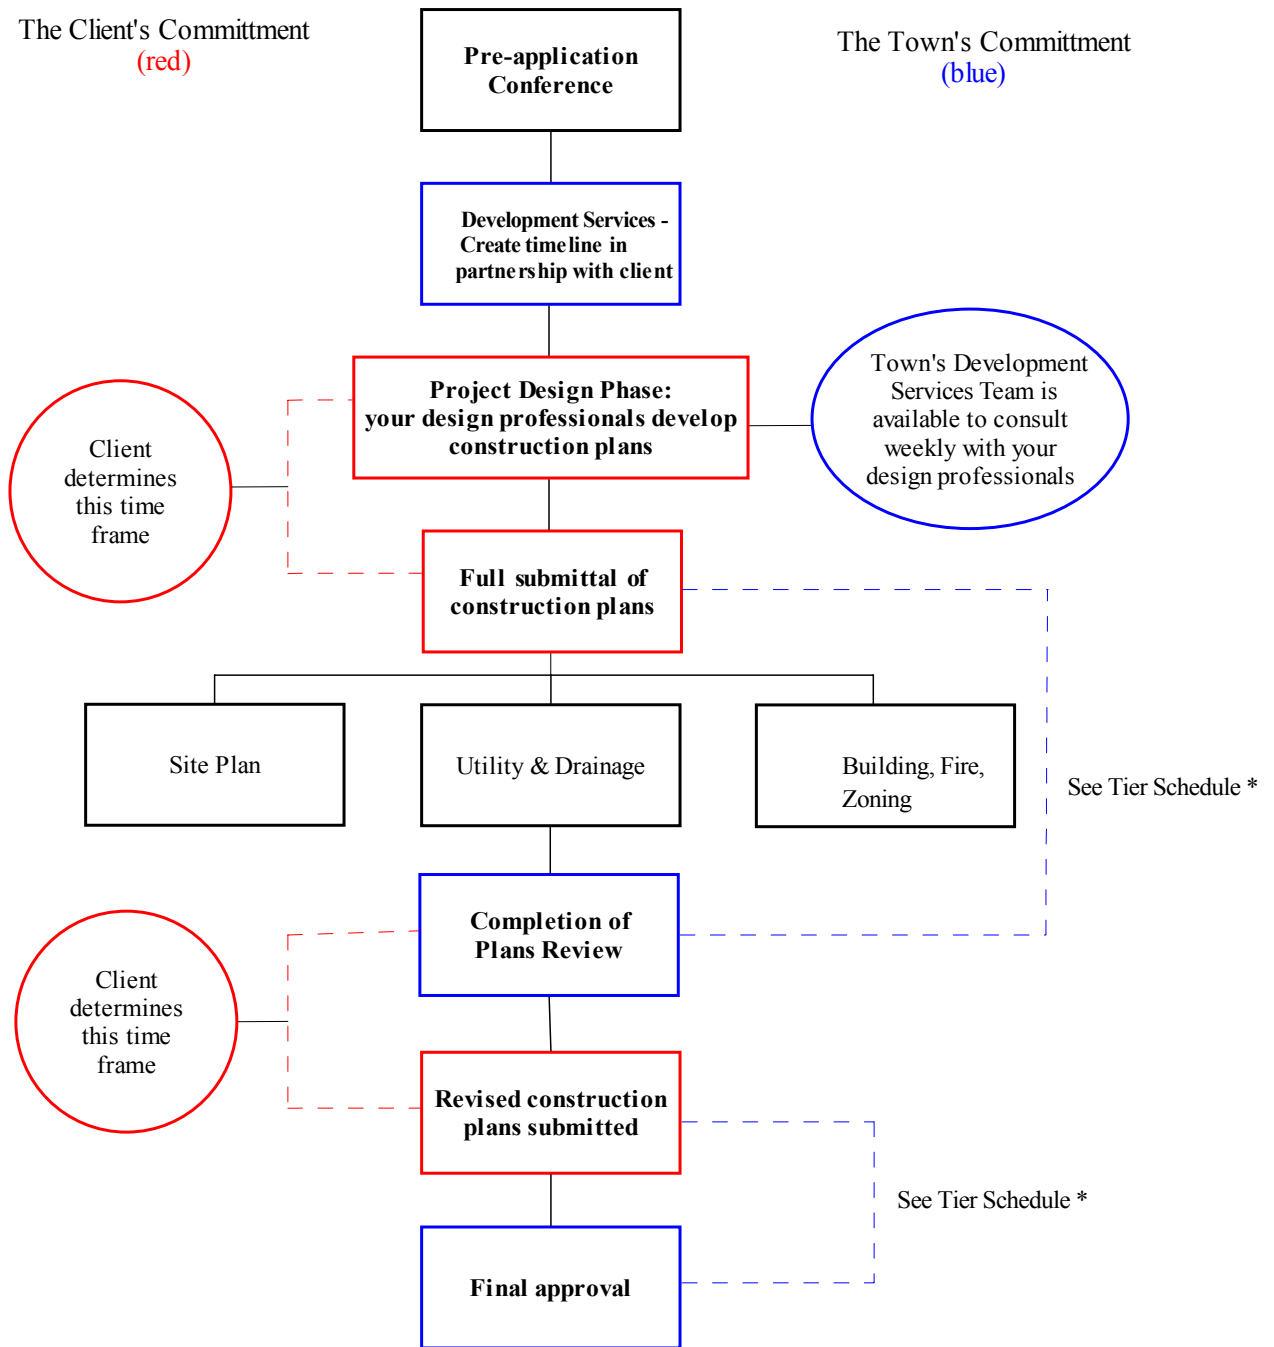 The Client's Committment
(red)
The Town's Committment
(blue)
Pre-application
Conference
Development Services -
Create timeline in
partnership with client
Project Design Phase:
your design professionals develop
construction plans
Town's Development
Services Team is
available to consult
weekly with your
design professionals
Client
determines
this time
frame
Full submittal of
construction plans
Site Plan
Utility & Drainage
Building, Fire,
Zoning
See Tier Schedule *
Completion of
Plans Review
Client
determines
this time
frame
Revised construction
plans submitted
See Tier Schedule *
Final approval